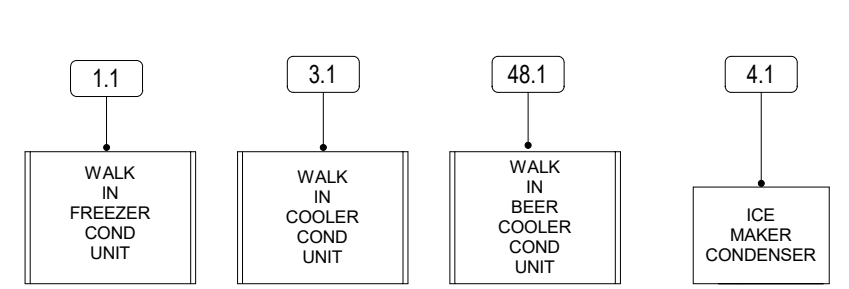 1.1
3.1
48.1
4.1
WALK
IN
FREEZER
COND
UNIT
WALK
IN
COOLER
COND
UNIT
WALK
IN
BEER
COOLER
COND
UNIT
ICE
MAKER
CONDENSER